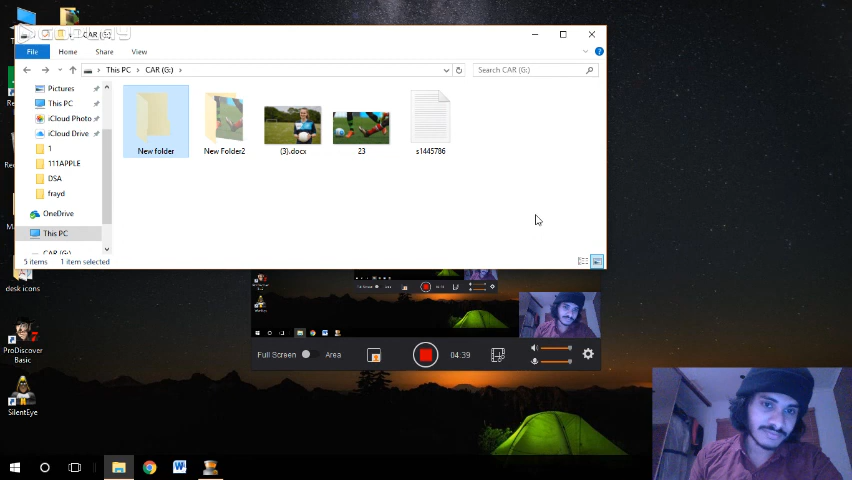 CAR (G:)
File Home Share View
This PC CAR (G:)
Search CAR (G:)
Pictures
This PC
iCloud Photo
iCloud Drive
1
111APPLE
DSA
frayd
OneDrive
This PC
CAR (G:)
New folder
New Folder2
(3).docx
23
s1445786
5 items 1 item selected
desk icons
ProDiscover
Basic
SilentEye
Full Screen Area
04:39